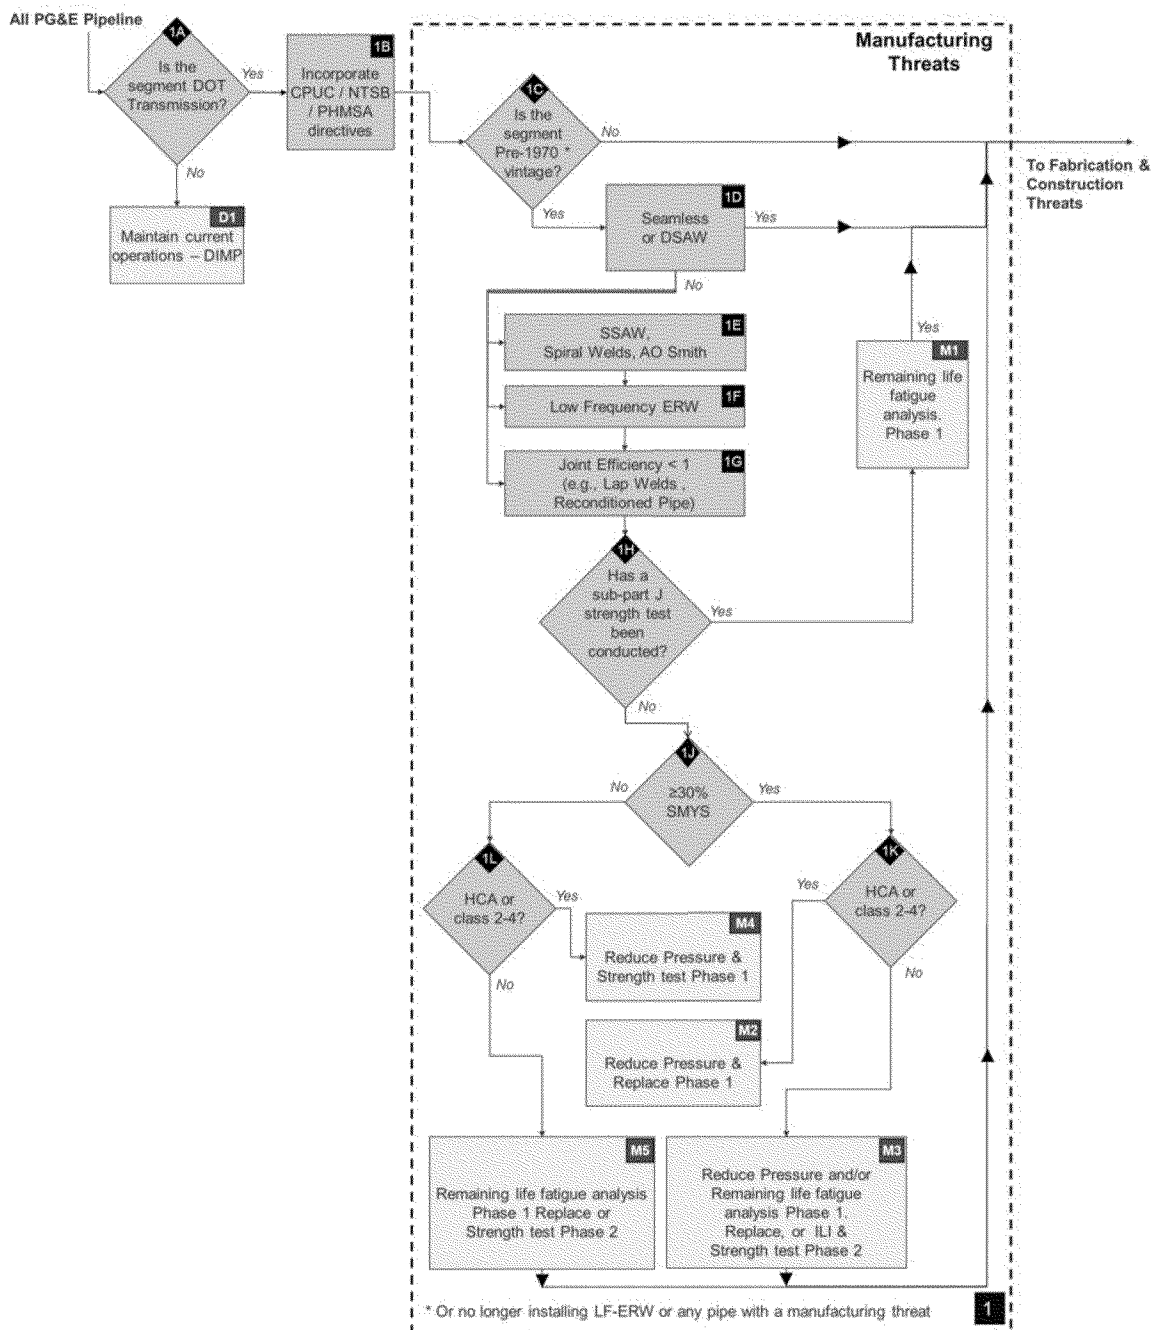 All PG&E Pipeline
1A
Is the
segment DOT
Transmission?
Yes
No
1B
Incorporate
CPUC / NTSB
/ PHMSA
directives
D1
Maintain current
operations – DIMP
Manufacturing
Threats
1C
Is the
segment
Pre-1970 *
vintage?
No
Yes
To Fabrication &
Construction
Threats
1D
Seamless
or DSAW
Yes
No
1E
SSAW,
Spiral Welds, AO Smith
1F
Low Frequency ERW
1G
Joint Efficiency < 1
(e.g., Lap Welds ,
Reconditioned Pipe)
Yes
M1
Remaining life
fatigue
analysis,
Phase 1
1H
Has a
sub-part J
strength test
been
conducted?
Yes
No
1J
≥30%
SMYS
No
Yes
1L
HCA or
class 2-4?
Yes
No
1K
HCA or
class 2-4?
Yes
No
M4
Reduce Pressure &
Strength test Phase 1
M2
Reduce Pressure &
Replace Phase 1
M5
Remaining life fatigue analysis
Phase 1 Replace or
Strength test Phase 2
M3
Reduce Pressure and/or
Remaining life fatigue
analysis Phase 1,
Replace, or ILI &
Strength test Phase 2
* Or no longer installing LF-ERW or any pipe with a manufacturing threat
1